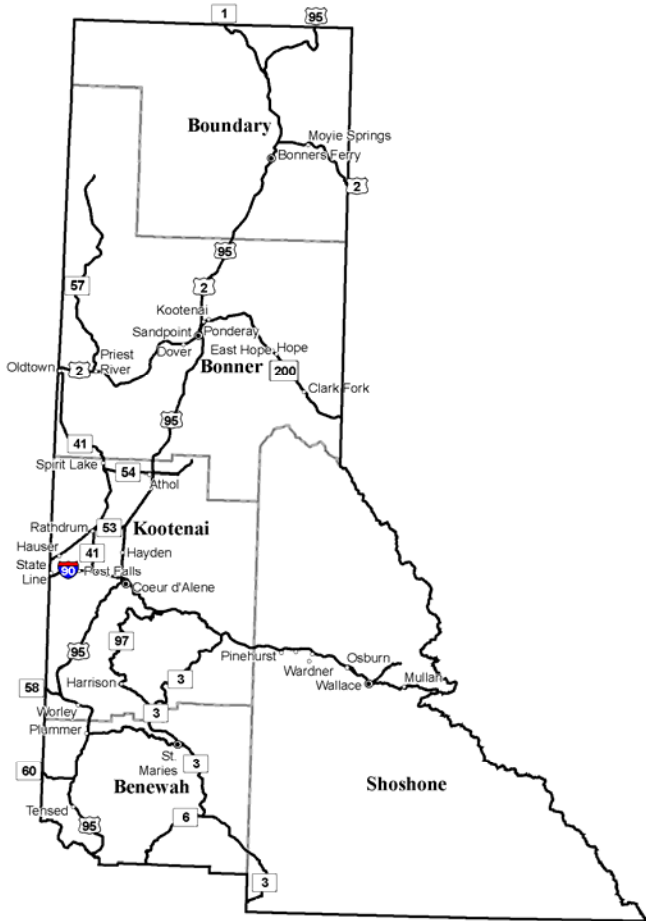 1
95
Boundary
Moyie Springs
Bonners Ferry
2
95
57
2
Kootenai
Sandpoint
Ponderay
Dover
East Hope
Hope
Priest
River
Oldtown
2
Bonner
200
Clark Fork
95
41
Spirit Lake
54
Athol
Rathdrum
53
Kootenai
Hauser
41
Hayden
State
Line
90
Post Falls
Coeur d'Alene
97
95
Pinehurst
Osburn
Wardner
Wallace
Mullan
58
Harrison
3
Worley
3
Plummer
St.
Maries
3
60
Benewah
Shoshone
Tensed
6
95
3